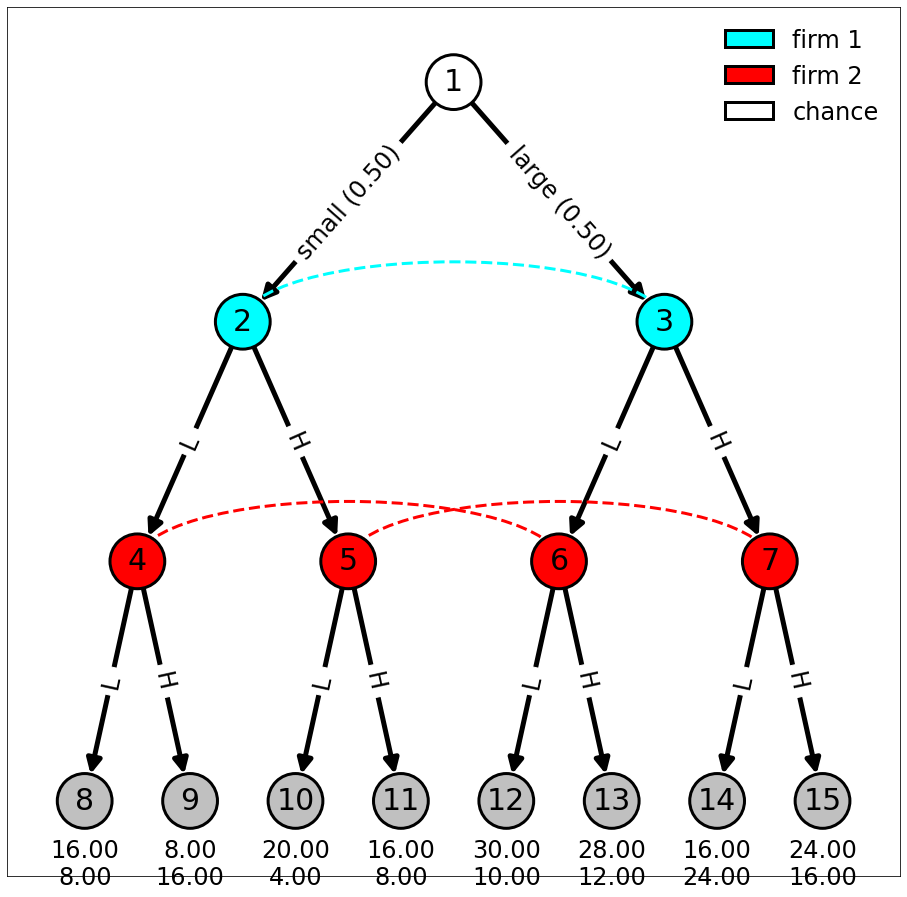 firm 1
firm 2
chance
1
small (0.50)
large (0.50)
2
3
L
H
L
H
4
5
6
7
L
H
L
H
L
H
L
H
8
9
10
11
12
13
14
15
16.00 8.00 20.00 16.00 30.00 28.00 16.00 24.00
8.00 16.00 4.00 8.00 10.00 12.00 24.00 16.00